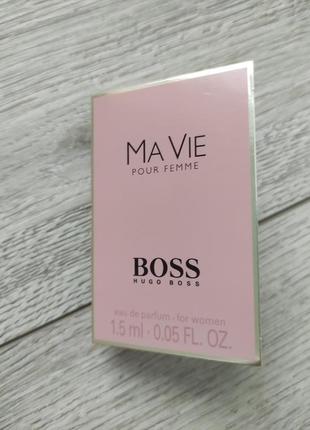 MA VIE
POUR FEMME
BOSS
HUGO BOSS
eau de parfum - for women
1.5 ml - 0.05 FL. OZ.